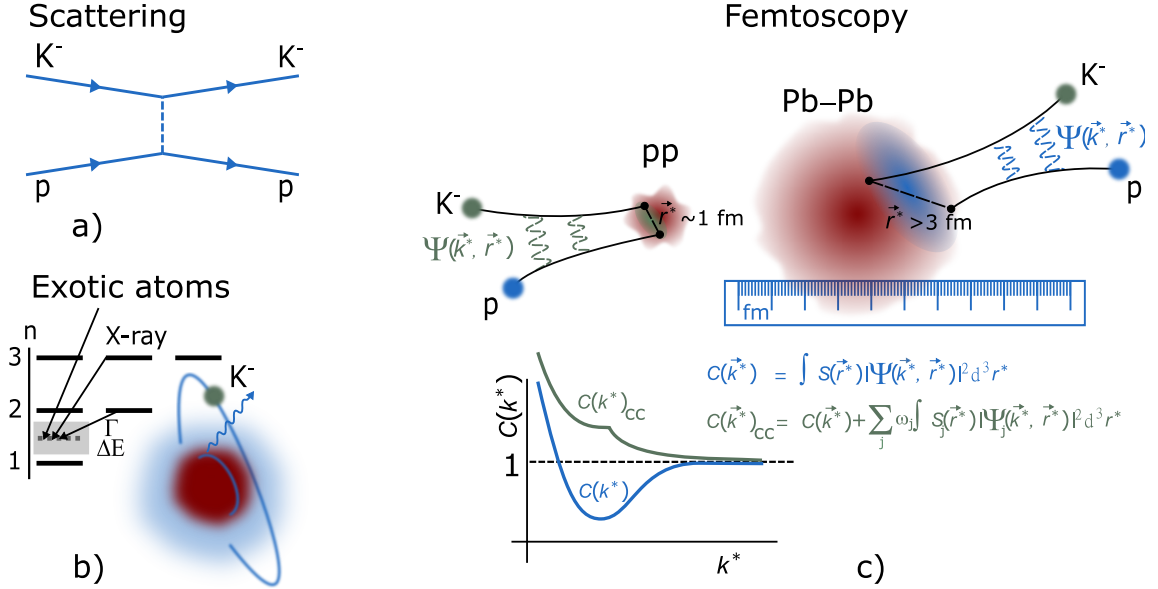 Scattering
K⁻ K⁻
p p
a)
Exotic atoms
n X-ray
3
2
1
Γ
ΔE
K⁻
b)
Femtoscopy
pp
K⁻
Ψ(k⃗*, r⃗*)
p
r⃗* ~1 fm
Pb–Pb
K⁻
Ψ(k⃗*, r⃗*)
p
r⃗* >3 fm
fm
C(k*)
1
C(k*)cc
C(k*)
k*
C(k⃗*) = ∫ S(r⃗*)|Ψ(k⃗*, r⃗*)|² d³r*
C(k⃗*)cc = C(k⃗*) + ∑j ωj∫ Sj(r⃗*)|Ψj(k⃗*, r⃗*)|² d³r*
c)